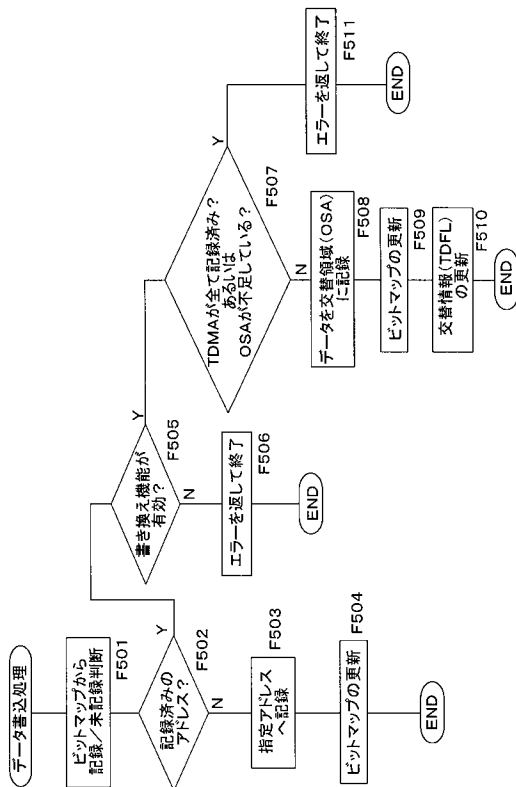 データ書込処理
ビットマップから
記録／未記録判断
F501
記録済みの
アドレス？
F502
Y
N
指定アドレス
へ記録
F503
ビットマップの更新
F504
END
書き換え機能が
有効？
F505
Y
N
エラーを返して終了
F506
END
TDMAが全て記録済み？
あるいは
OSAが不足している？
F507
Y
N
データを交替領域(OSA)
に記録
F508
ビットマップの更新
F509
交替情報(TDFL)
の更新
F510
END
エラーを返して終了
F511
END